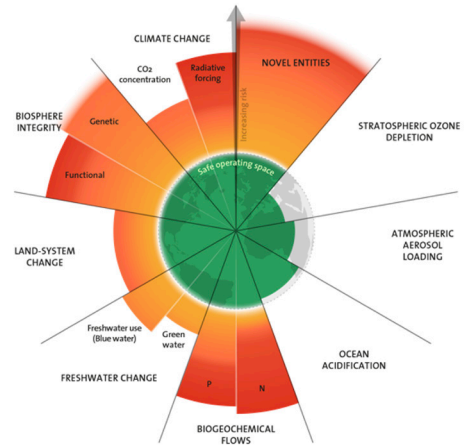 CLIMATE CHANGE
CO2
concentration
Radiative
forcing
Increasing risk
NOVEL ENTITIES
STRATOSPHERIC OZONE
DEPLETION
BIOSPHERE
INTEGRITY
Genetic
Functional
Safe operating space
ATMOSPHERIC
AEROSOL
LOADING
LAND-SYSTEM
CHANGE
Freshwater use
(Blue water)
Green
water
FRESHWATER CHANGE
OCEAN
ACIDIFICATION
P
N
BIOGEOCHEMICAL
FLOWS